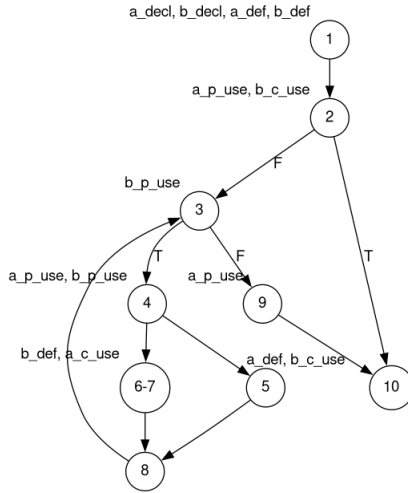 a_decl, b_decl, a_def, b_def
1
a_p_use, b_c_use
2
F
b_p_use
3
T
F
T
a_p_use, b_p_use
a_p_use
4
9
b_def, a_c_use
a_def, b_c_use
6-7
5
10
8